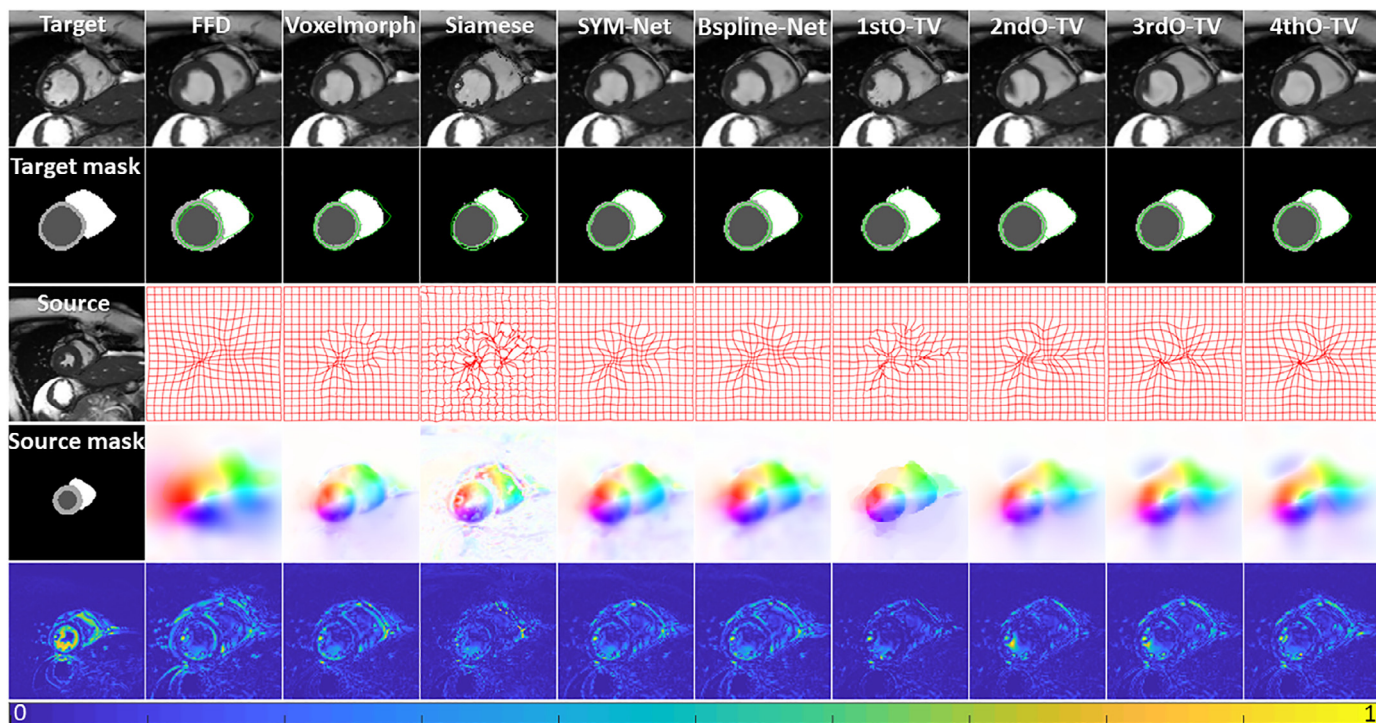 Target FFD Voxelmorph Siamese SYM-Net Bspline-Net 1stO-TV 2ndO-TV 3rdO-TV 4thO-TV
Target mask
Source
Source mask
0 1